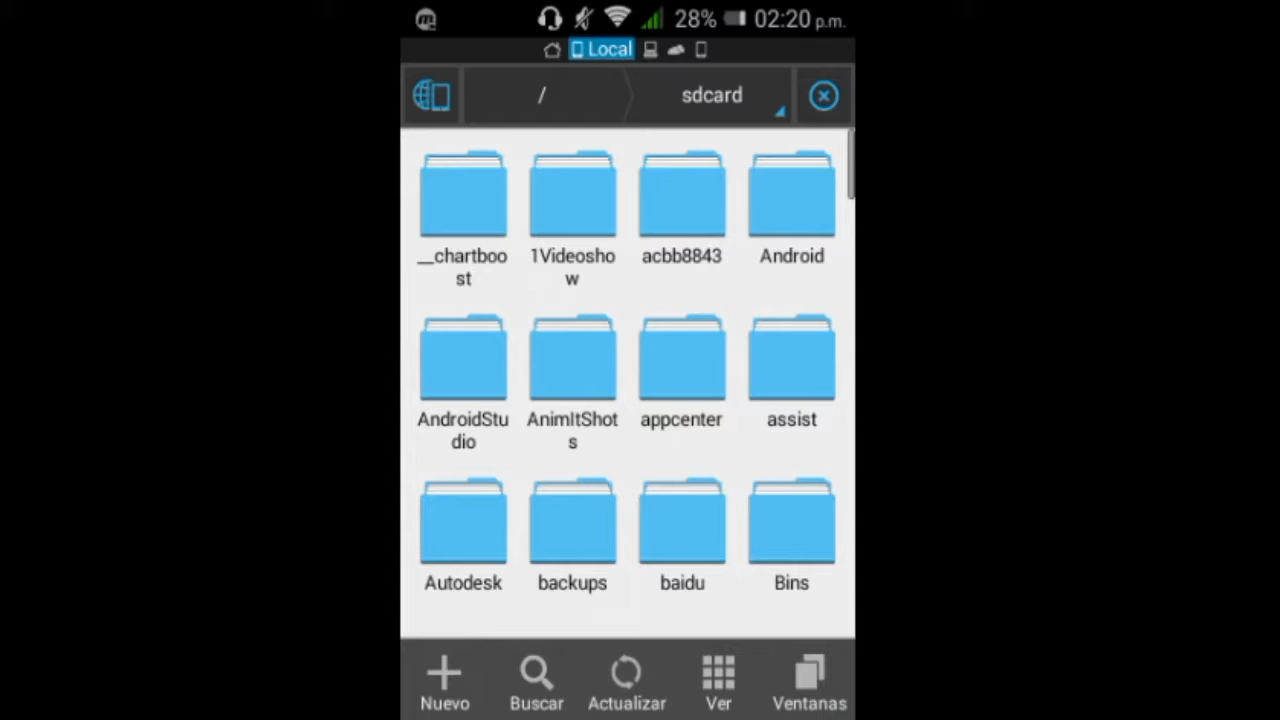 28% 02:20 p.m.
Local
/ sdcard
__chartboo
st
1Videosho
w
acbb8843
Android
AndroidStu
dio
AnimItShot
s
appcenter
assist
Autodesk
backups
baidu
Bins
Nuevo
Buscar
Actualizar
Ver
Ventanas